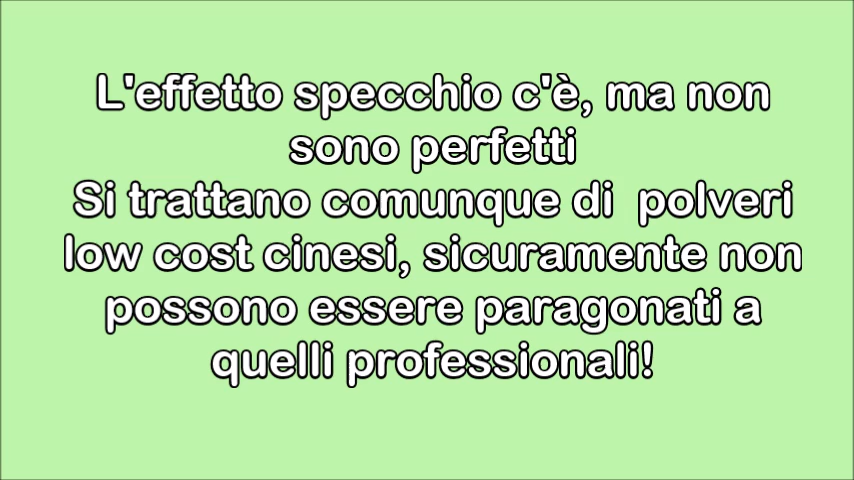 L'effetto specchio c'è, ma non
sono perfetti
Si trattano comunque di  polveri
low cost cinesi, sicuramente non
possono essere paragonati a
quelli professionali!